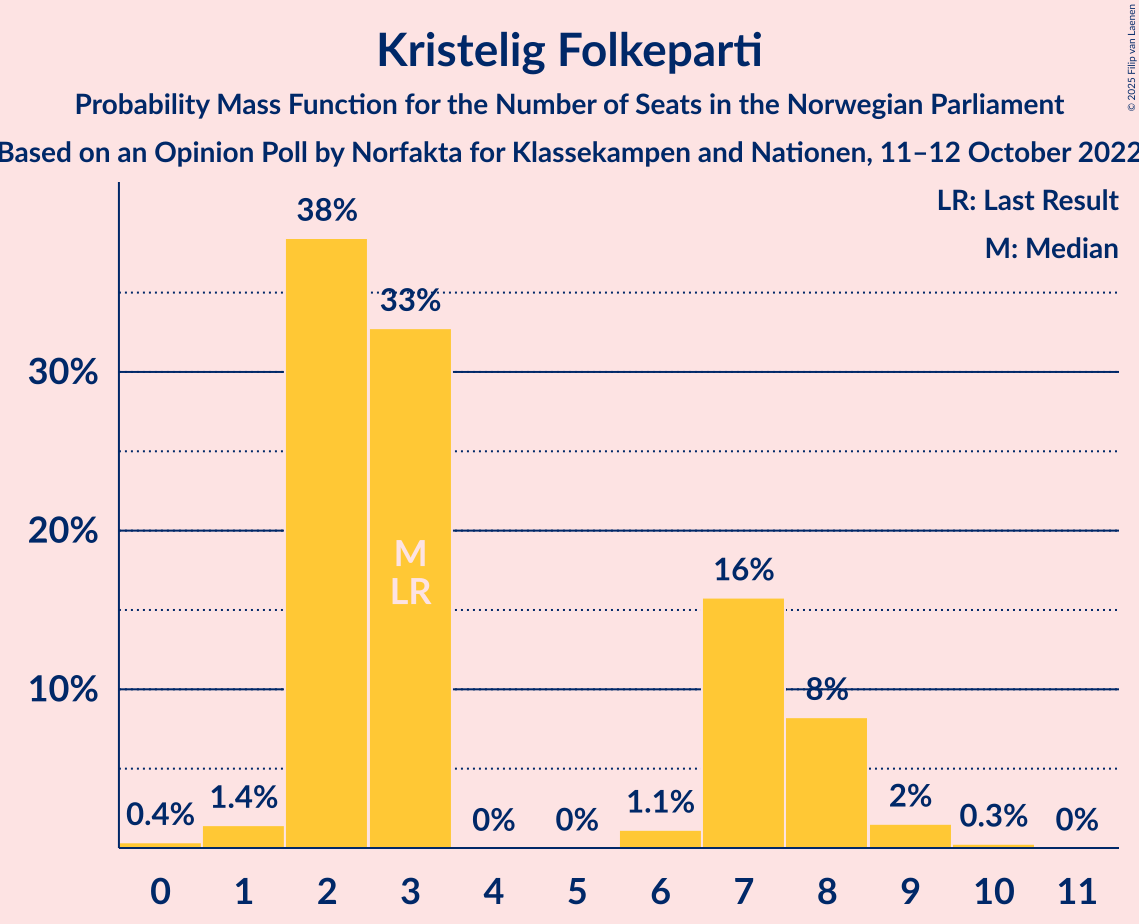 Kristelig Folkeparti
Probability Mass Function for the Number of Seats in the Norwegian Parliament
Based on an Opinion Poll by Norfakta for Klassekampen and Nationen, 11–12 October 2022
© 2025 Filip van Laenen
LR: Last Result
M: Median
38%
33%
30%
20%
M
LR
16%
10%
8%
0.4%
1.4%
0%
0%
1.1%
2%
0.3%
0%
0 1 2 3 4 5 6 7 8 9 10 11